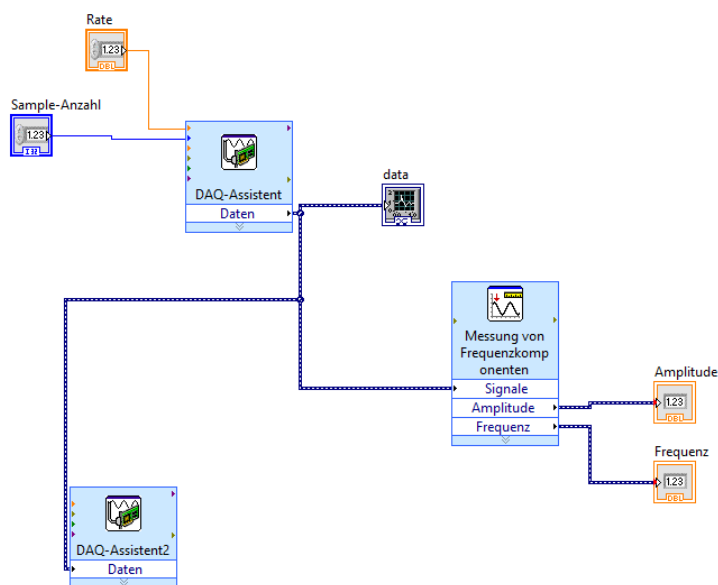 Rate
1.23
DBL
Sample-Anzahl
1.23
I32
DAQ-Assistent
Daten
data
Messung von
Frequenzkomp
onenten
Signale
Amplitude
Frequenz
Amplitude
1.23
DBL
Frequenz
1.23
DBL
DAQ-Assistent2
Daten